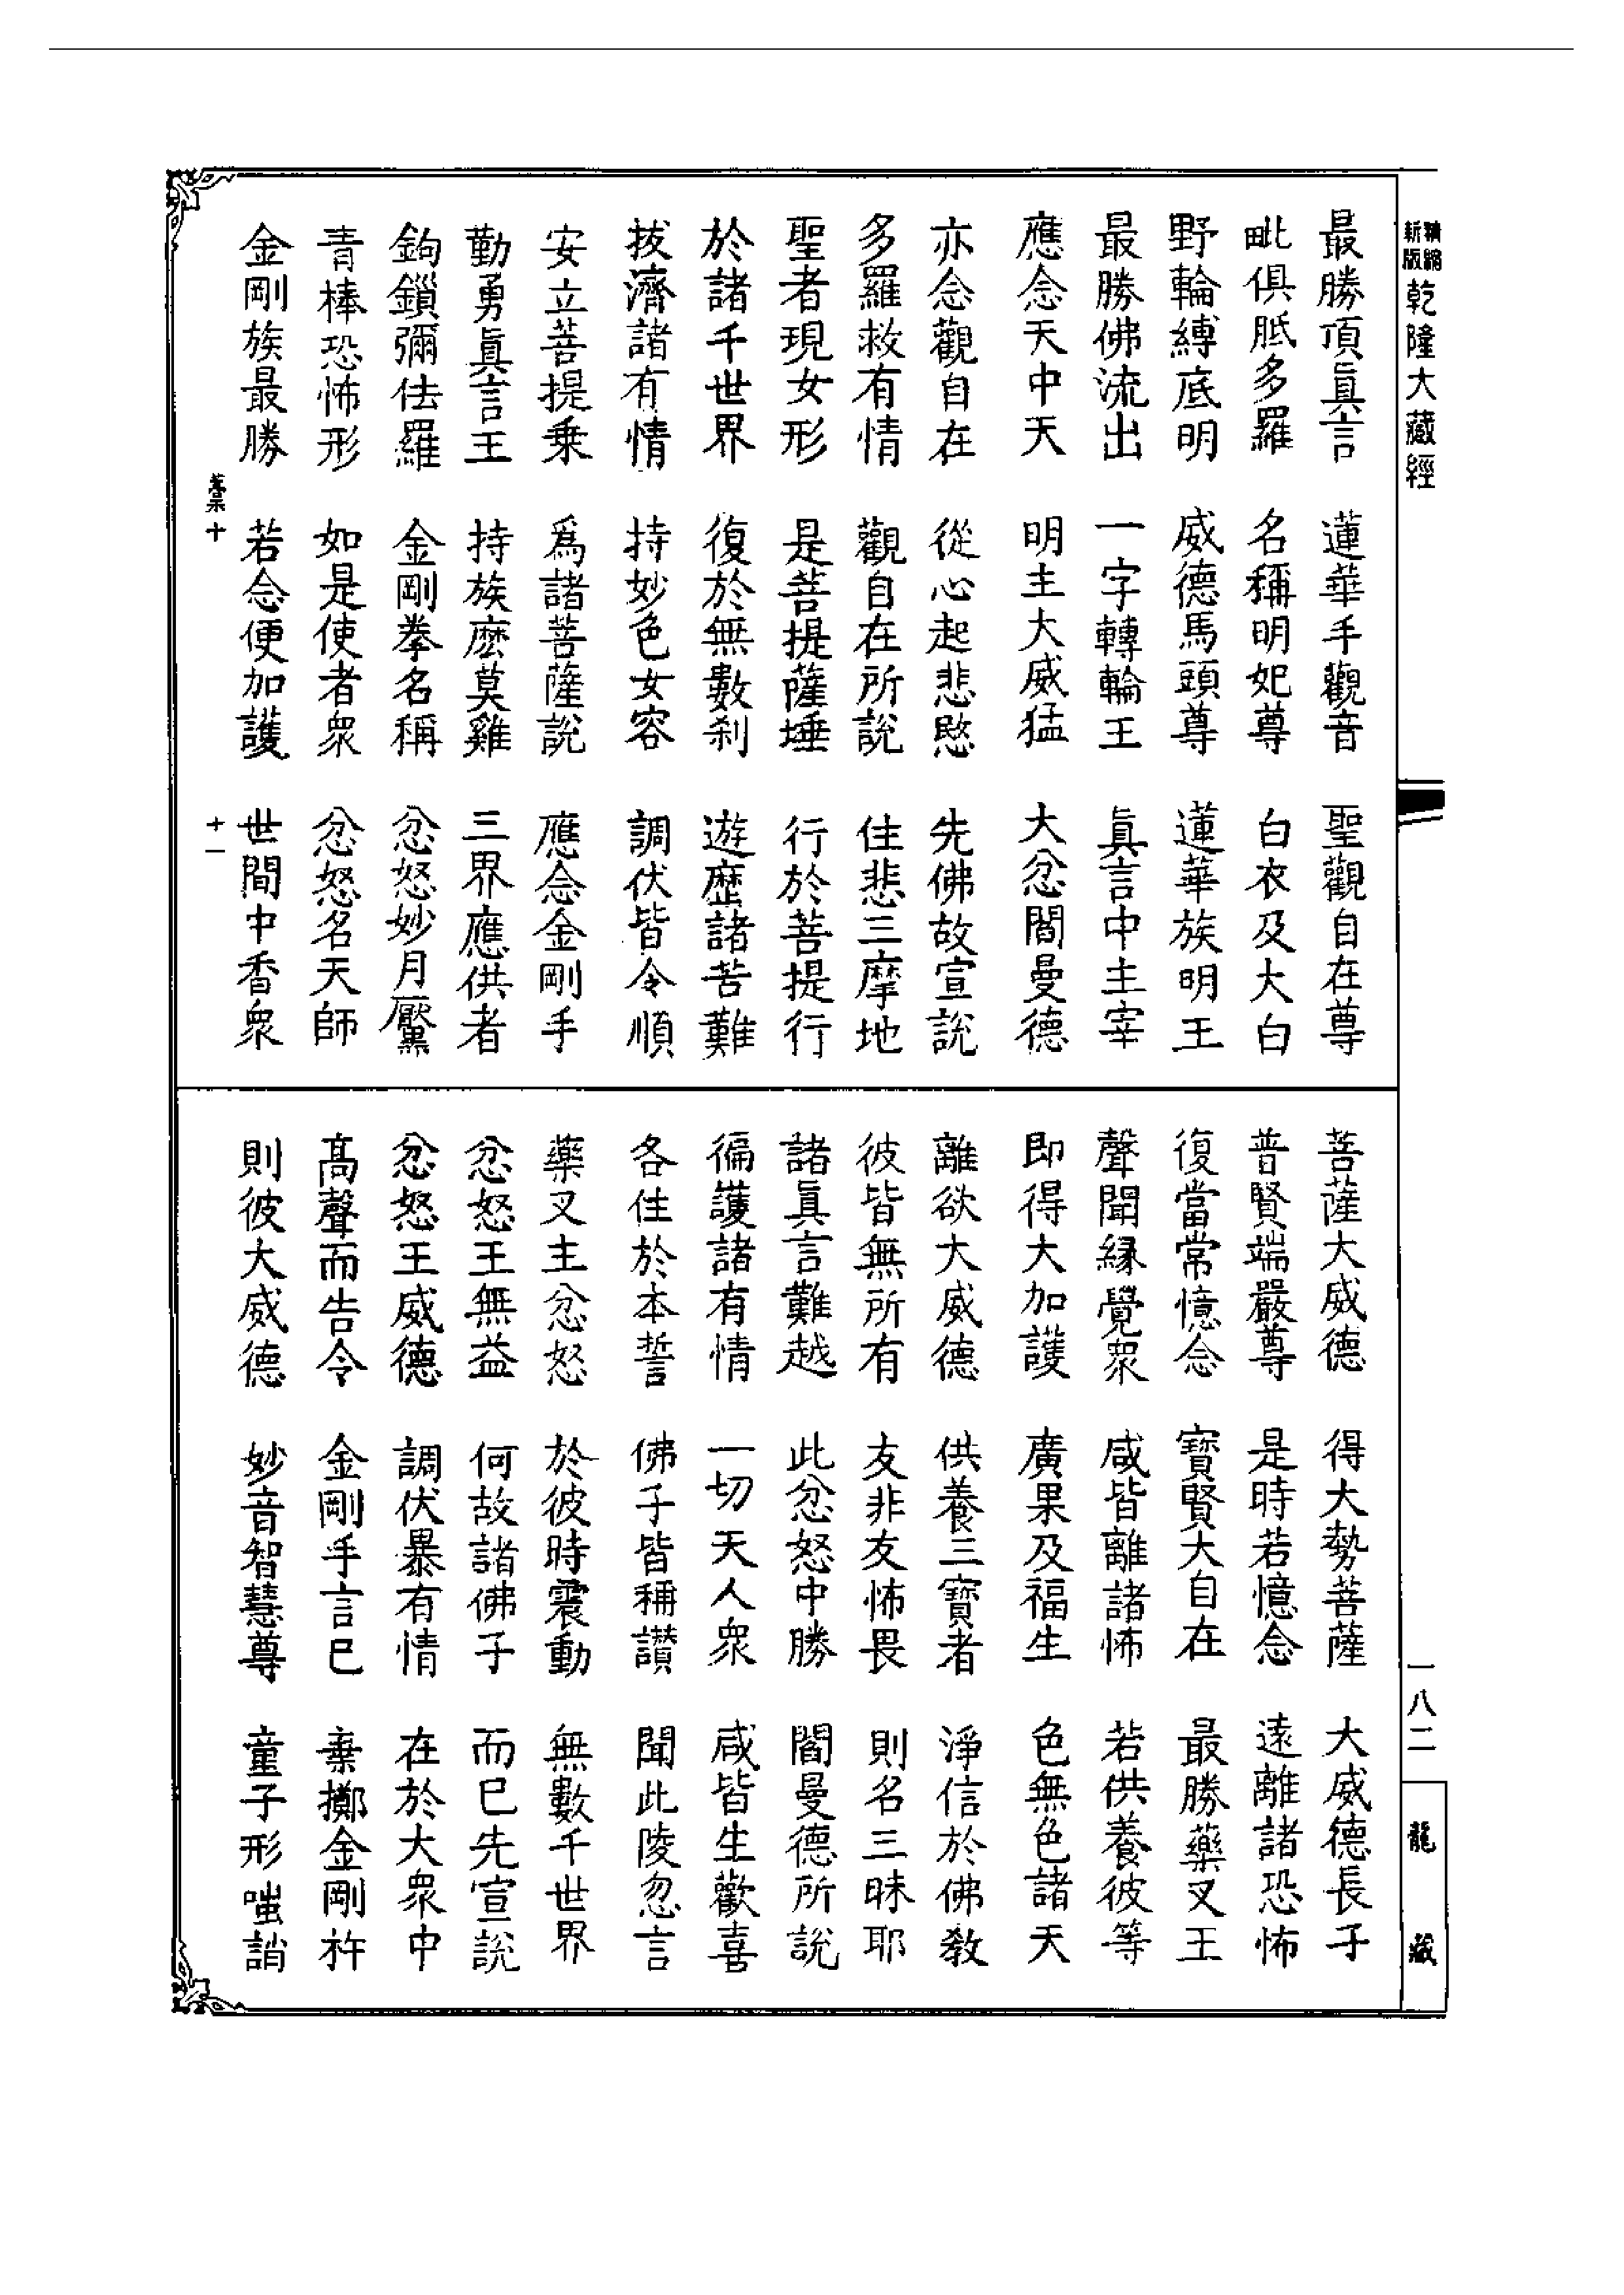 精縮新版乾隆大藏經
最勝頂眞言　蓮華手觀音　聖觀自在尊
毗俱胝多羅　名稱明妃尊　白衣及大白
野輪縛底明　威德馬頭尊　蓮華族明王
最勝佛流出　一字轉輪王　眞言中主宰
應念天中天　明主大威猛　大忿閻曼德
亦念觀自在　從心起悲愍　先佛故宣說
多羅救有情　觀自在所說　住悲三摩地
聖者現女形　是菩提薩埵　行於菩提行
於諸千世界　復於無數刹　遊歷諸苦難
拔濟諸有情　持妙色女容　調伏皆令順
安立菩提乗　爲諸菩薩說　應念金剛手
勤勇眞言王　持族麽莫雞　三界應供者
鉤鎖彌佉羅　金剛拳名稱　忿怒妙月黶
青棒恐怖形　如是使者衆　忿怒名天師
金剛族最勝　若念便加護　世間中香衆
十　十一
菩薩大威德　得大勢菩薩　大威德長子
普賢端嚴尊　是時若憶念　遠離諸恐怖
復當常憶念　寶賢大自在　最勝藥叉王
聲聞縁覺衆　咸皆離諸怖　若供養彼等
即得大加護　廣果及福生　色無色諸天
離欲大威德　供養三寶者　淨信於佛教
彼皆無所有　友非友怖畏　則名三昧耶
諸眞言難越　此忿怒中勝　閻曼德所說
徧護諸有情　一切天人衆　咸皆生歡喜
各住於本誓　佛子皆稱讃　聞此陵忽言
藥叉主忿怒　於彼時震動　無數千世界
忿怒王無益　何故諸佛子　而巳先宣說
忿怒王威德　調伏暴有情　在於大衆中
高聲而告令　金剛手言巳　棄擲金剛杵
則彼大威德　妙音智慧尊　童子形嗤誚
一八二
龍藏